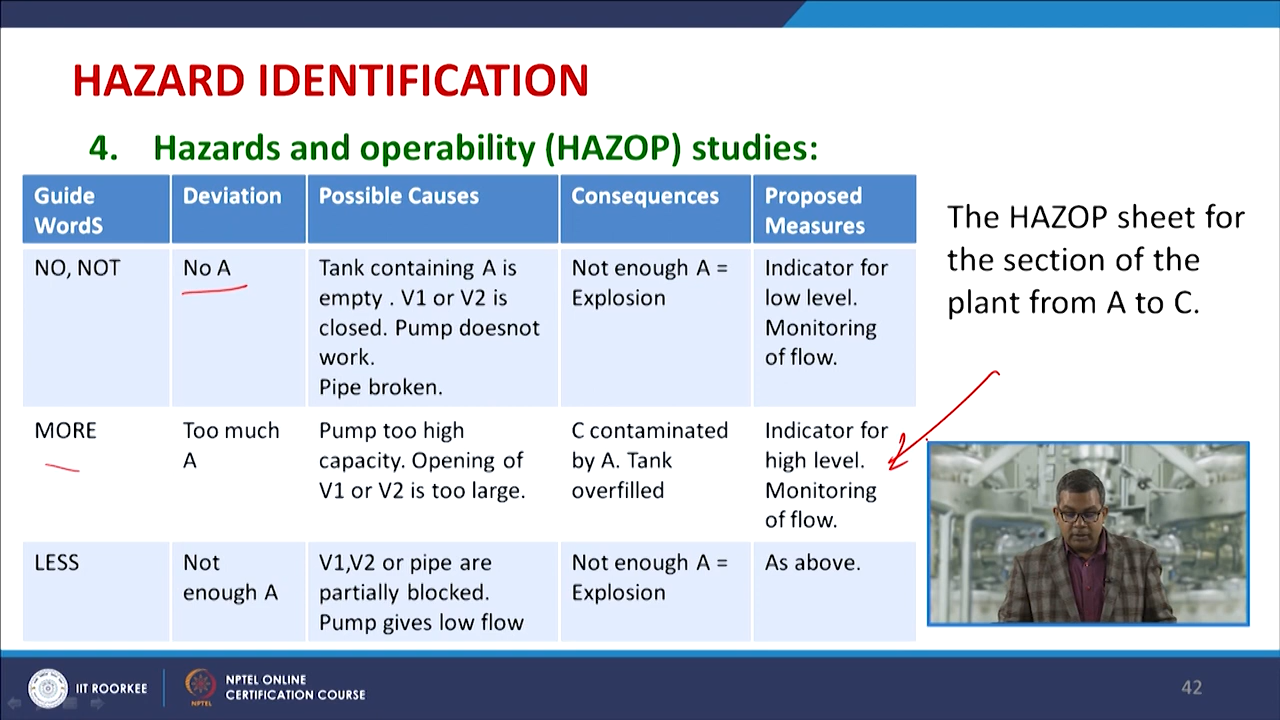 HAZARD IDENTIFICATION
4. Hazards and operability (HAZOP) studies:
Guide
WordS
Deviation
Possible Causes
Consequences
Proposed
Measures
NO, NOT
No A
Tank containing A is
empty . V1 or V2 is
closed. Pump doesnot
work.
Pipe broken.
Not enough A =
Explosion
Indicator for
low level.
Monitoring
of flow.
MORE
Too much
A
Pump too high
capacity. Opening of
V1 or V2 is too large.
C contaminated
by A. Tank
overfilled
Indicator for
high level.
Monitoring
of flow.
LESS
Not
enough A
V1,V2 or pipe are
partially blocked.
Pump gives low flow
Not enough A =
Explosion
As above.
The HAZOP sheet for
the section of the
plant from A to C.
IIT ROORKEE
NPTEL
NPTEL ONLINE
CERTIFICATION COURSE
42